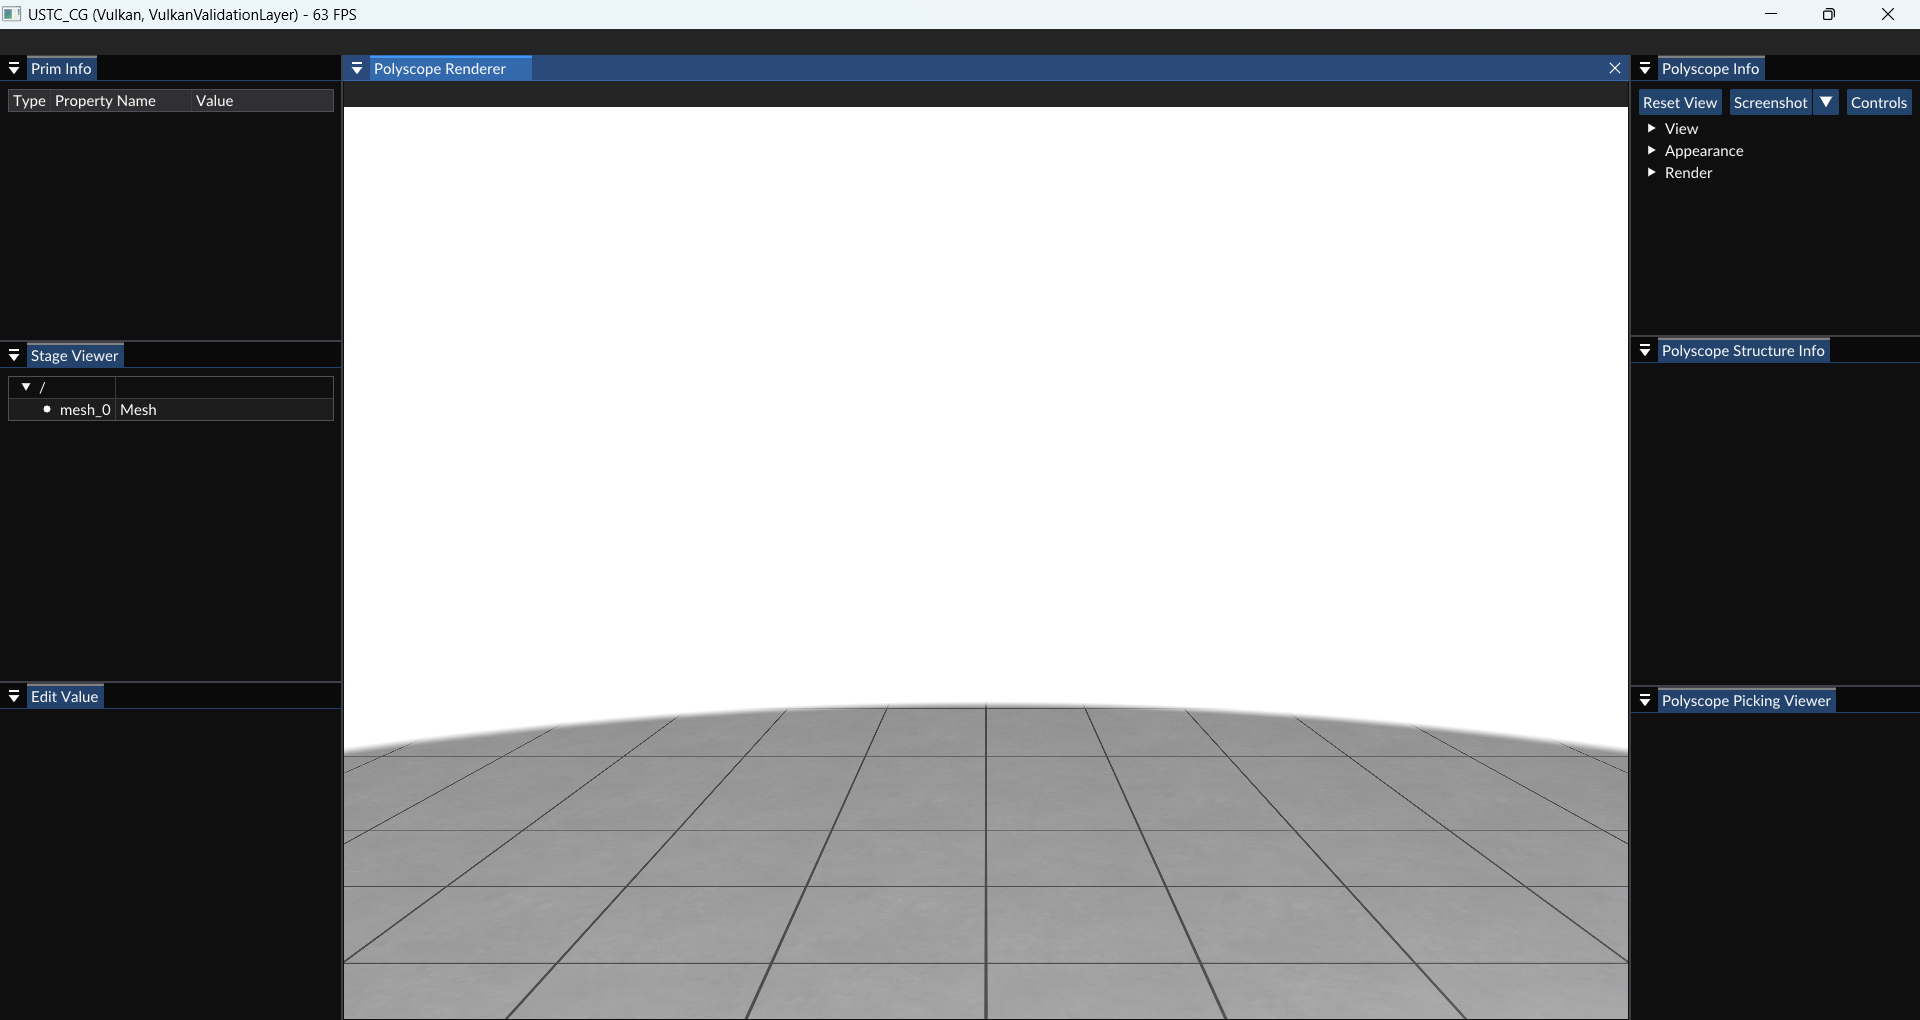 USTC_CG (Vulkan, VulkanValidationLayer) - 63 FPS
Prim Info
Type Property Name Value
Stage Viewer
/
mesh_0 Mesh
Edit Value
Polyscope Renderer
Polyscope Info
Reset View Screenshot Controls
View
Appearance
Render
Polyscope Structure Info
Polyscope Picking Viewer